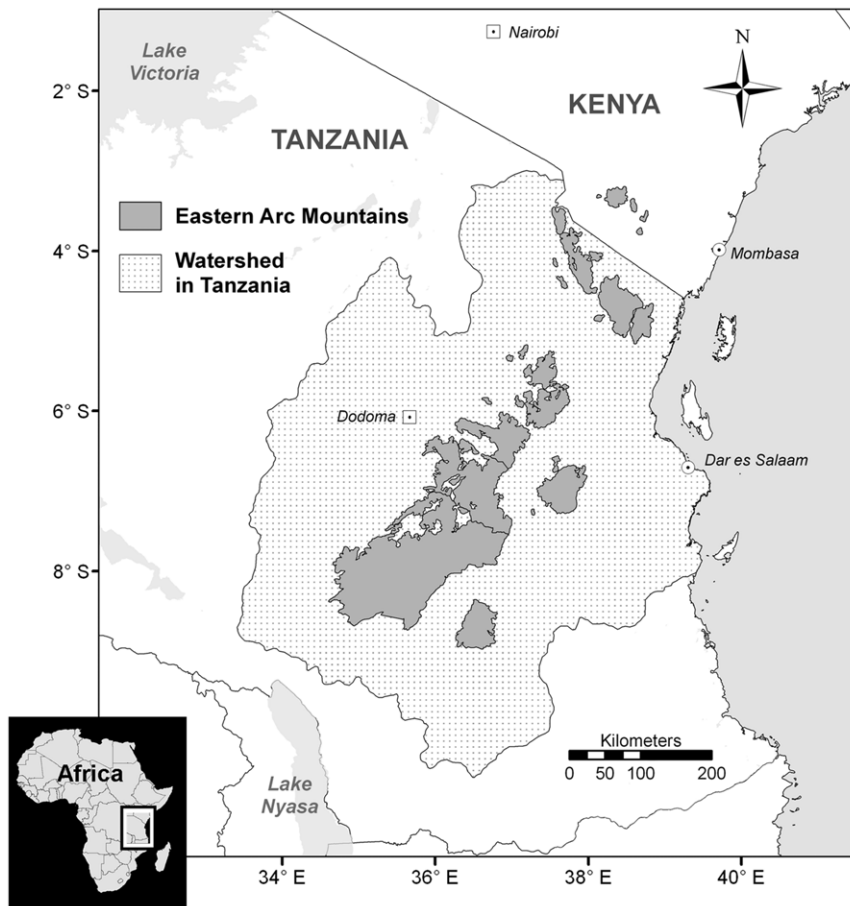 Lake
Victoria
Nairobi
N
2° S
KENYA
TANZANIA
Eastern Arc Mountains
4° S
Mombasa
Watershed
in Tanzania
6° S
Dodoma
Dar es Salaam
8° S
Kilometers
0 50 100 200
Africa
Lake
Nyasa
34° E 36° E 38° E 40° E